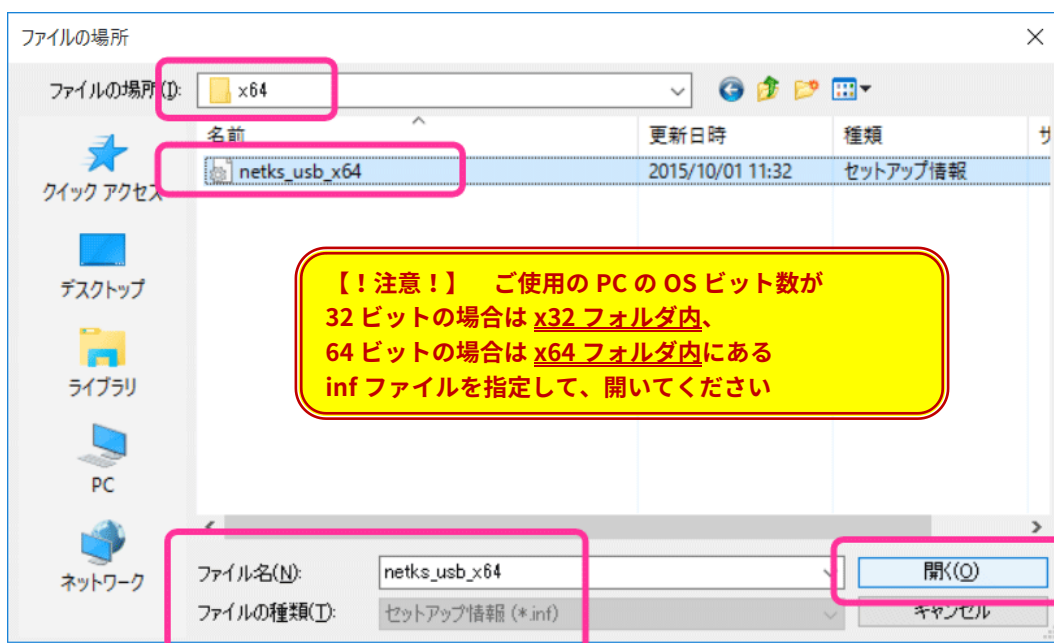 ファイルの場所
ファイルの場所(I):
x64
名前
更新日時
種類
サ
netks_usb_x64
2015/10/01 11:32
セットアップ情報
クイック アクセス
デスクトップ
ライブラリ
PC
ネットワーク
【！注意！】　ご使用の PC の OS ビット数が
32 ビットの場合は x32 フォルダ内、
64 ビットの場合は x64 フォルダ内にある
inf ファイルを指定して、開いてください
ファイル名(N):
netks_usb_x64
開く(O)
ファイルの種類(T):
セットアップ情報 (*.inf)
キャンセル